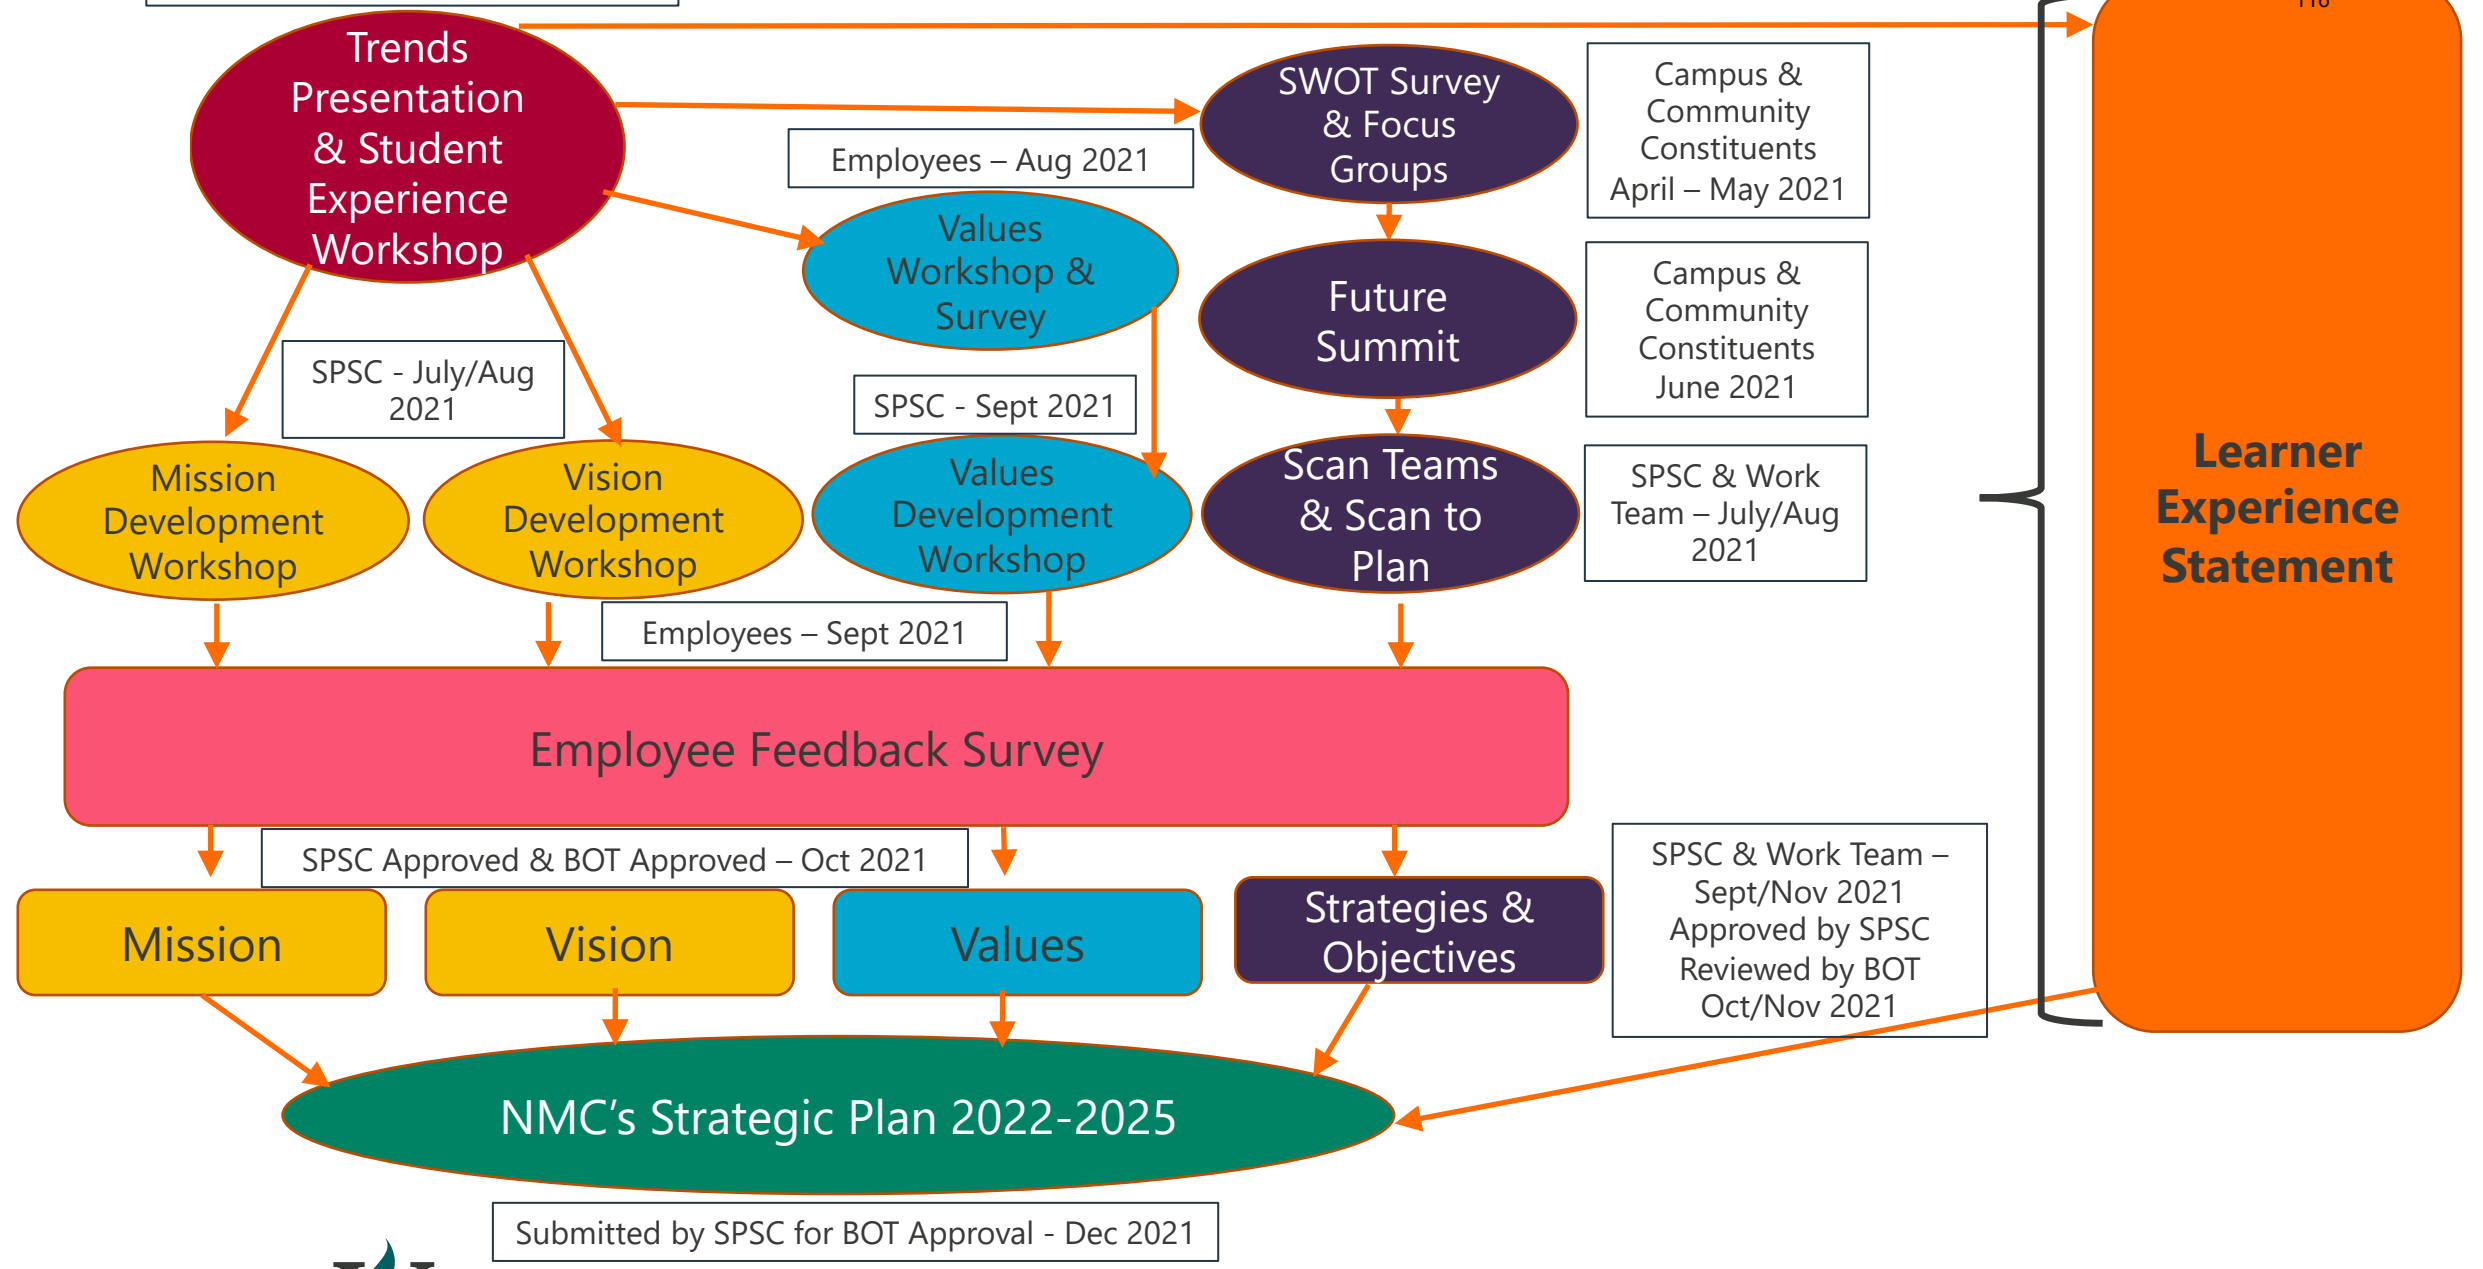 116
Trends
Presentation
& Student
Experience
Workshop
SWOT Survey
& Focus
Groups
Campus &
Community
Constituents
April – May 2021
Employees – Aug 2021
Values
Workshop &
Survey
Future
Summit
Campus &
Community
Constituents
June 2021
SPSC - July/Aug
2021
SPSC - Sept 2021
Mission
Development
Workshop
Vision
Development
Workshop
Values
Development
Workshop
Scan Teams
& Scan to
Plan
SPSC & Work
Team – July/Aug
2021
Learner
Experience
Statement
Employees – Sept 2021
Employee Feedback Survey
SPSC Approved & BOT Approved – Oct 2021
SPSC & Work Team –
Sept/Nov 2021
Approved by SPSC
Reviewed by BOT
Oct/Nov 2021
Mission
Vision
Values
Strategies &
Objectives
NMC’s Strategic Plan 2022-2025
Submitted by SPSC for BOT Approval - Dec 2021